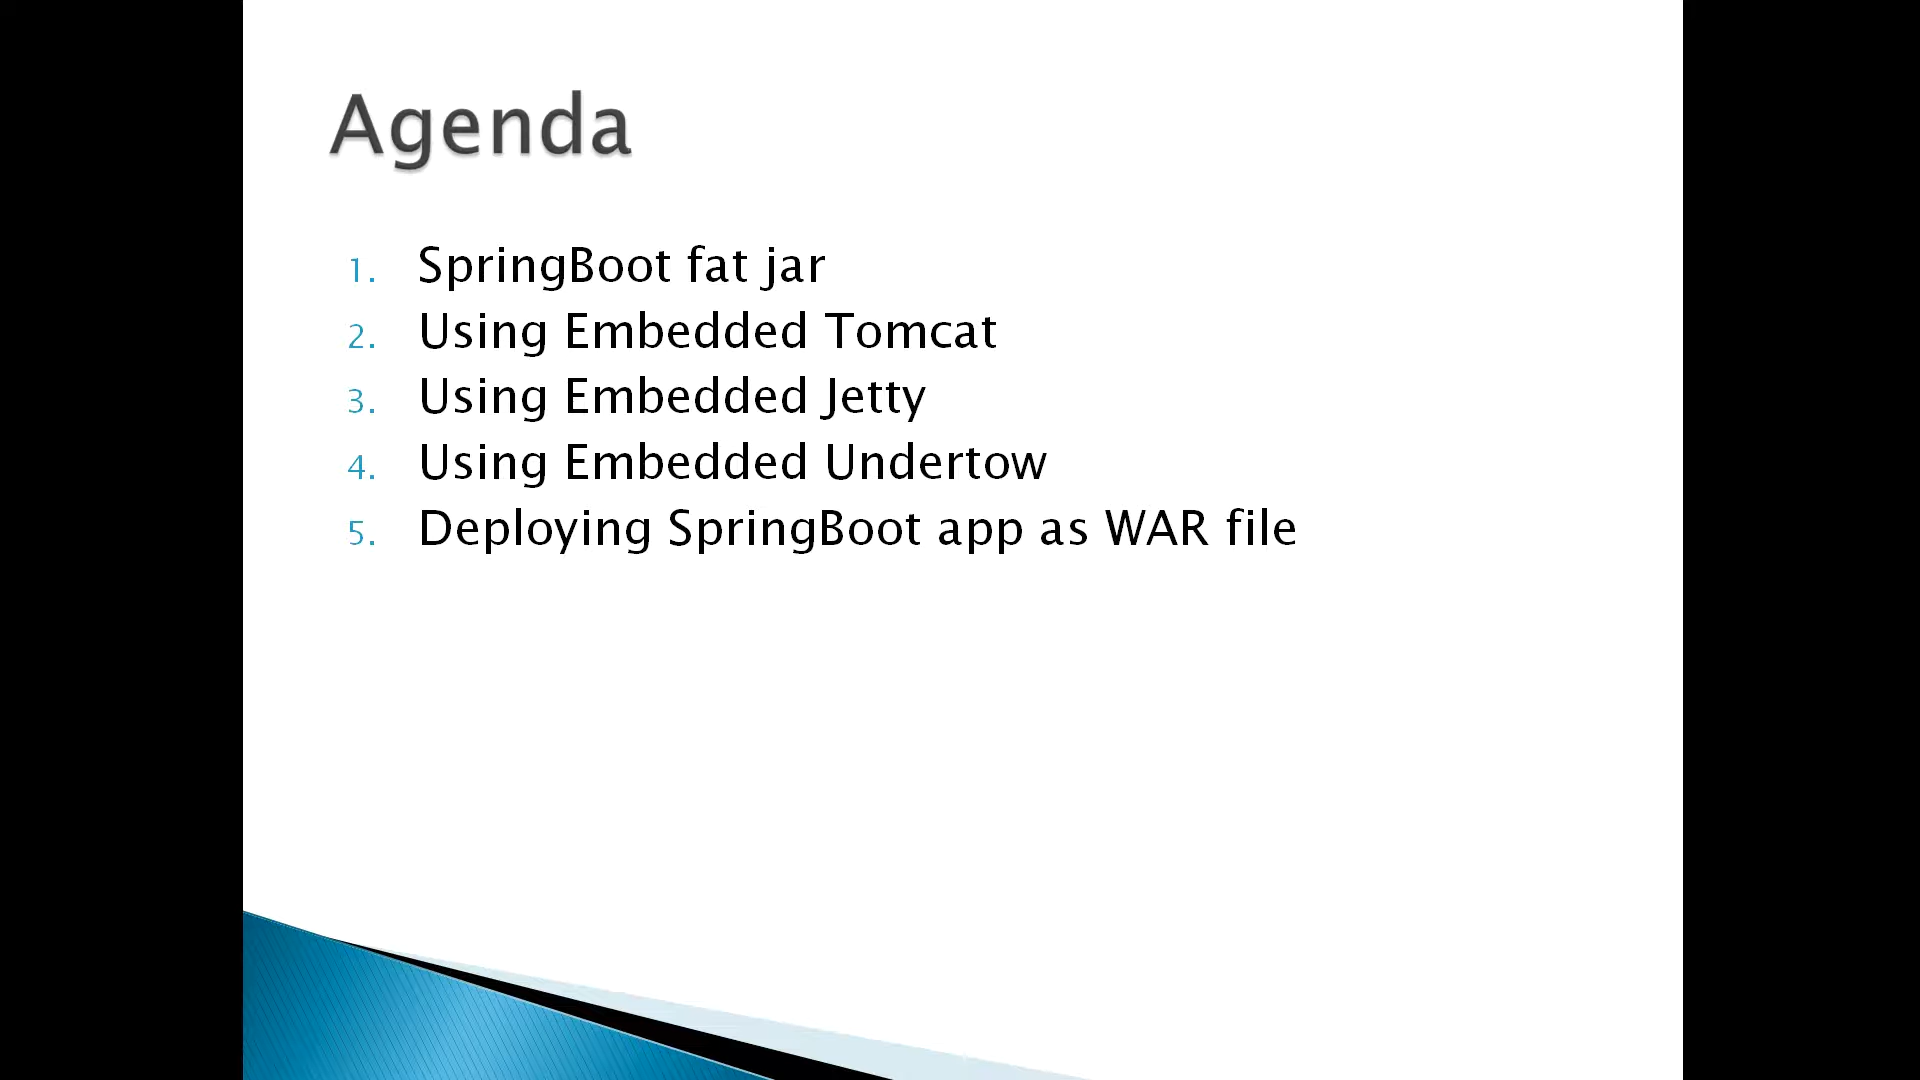 Agenda
1. SpringBoot fat jar
2. Using Embedded Tomcat
3. Using Embedded Jetty
4. Using Embedded Undertow
5. Deploying SpringBoot app as WAR file